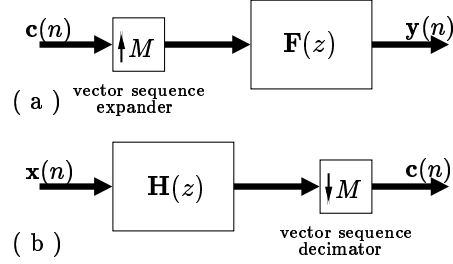 c(n) ↑M F(z) y(n)
vector sequence
expander
( a )
x(n) H(z) ↓M c(n)
vector sequence
decimator
( b )